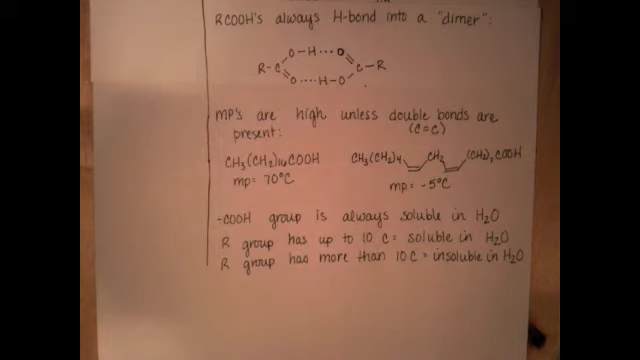 RCOOH's always H-bond into a "dimer":
O-H···O
R-C C-R
O····H-O
mp's are high unless double bonds are
present: (C=C)
CH3(CH2)16COOH CH3(CH2)4 CH2 (CH2)7COOH
mp= 70°C mp= -5°C
-COOH group is always soluble in H2O
R group has up to 10 C = soluble in H2O
R group has more than 10C = insoluble in H2O